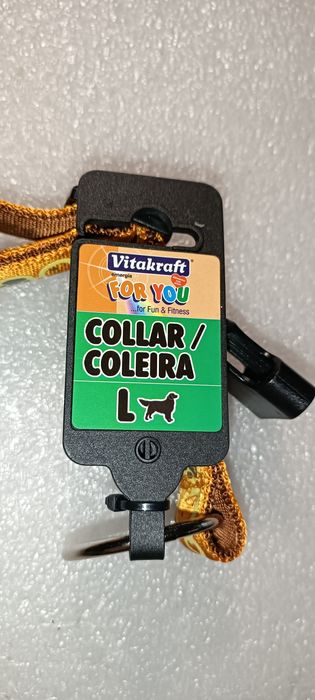 Vitakraft
FOR YOU
...for Fun & Fitness
COLLAR /
COLEIRA
L